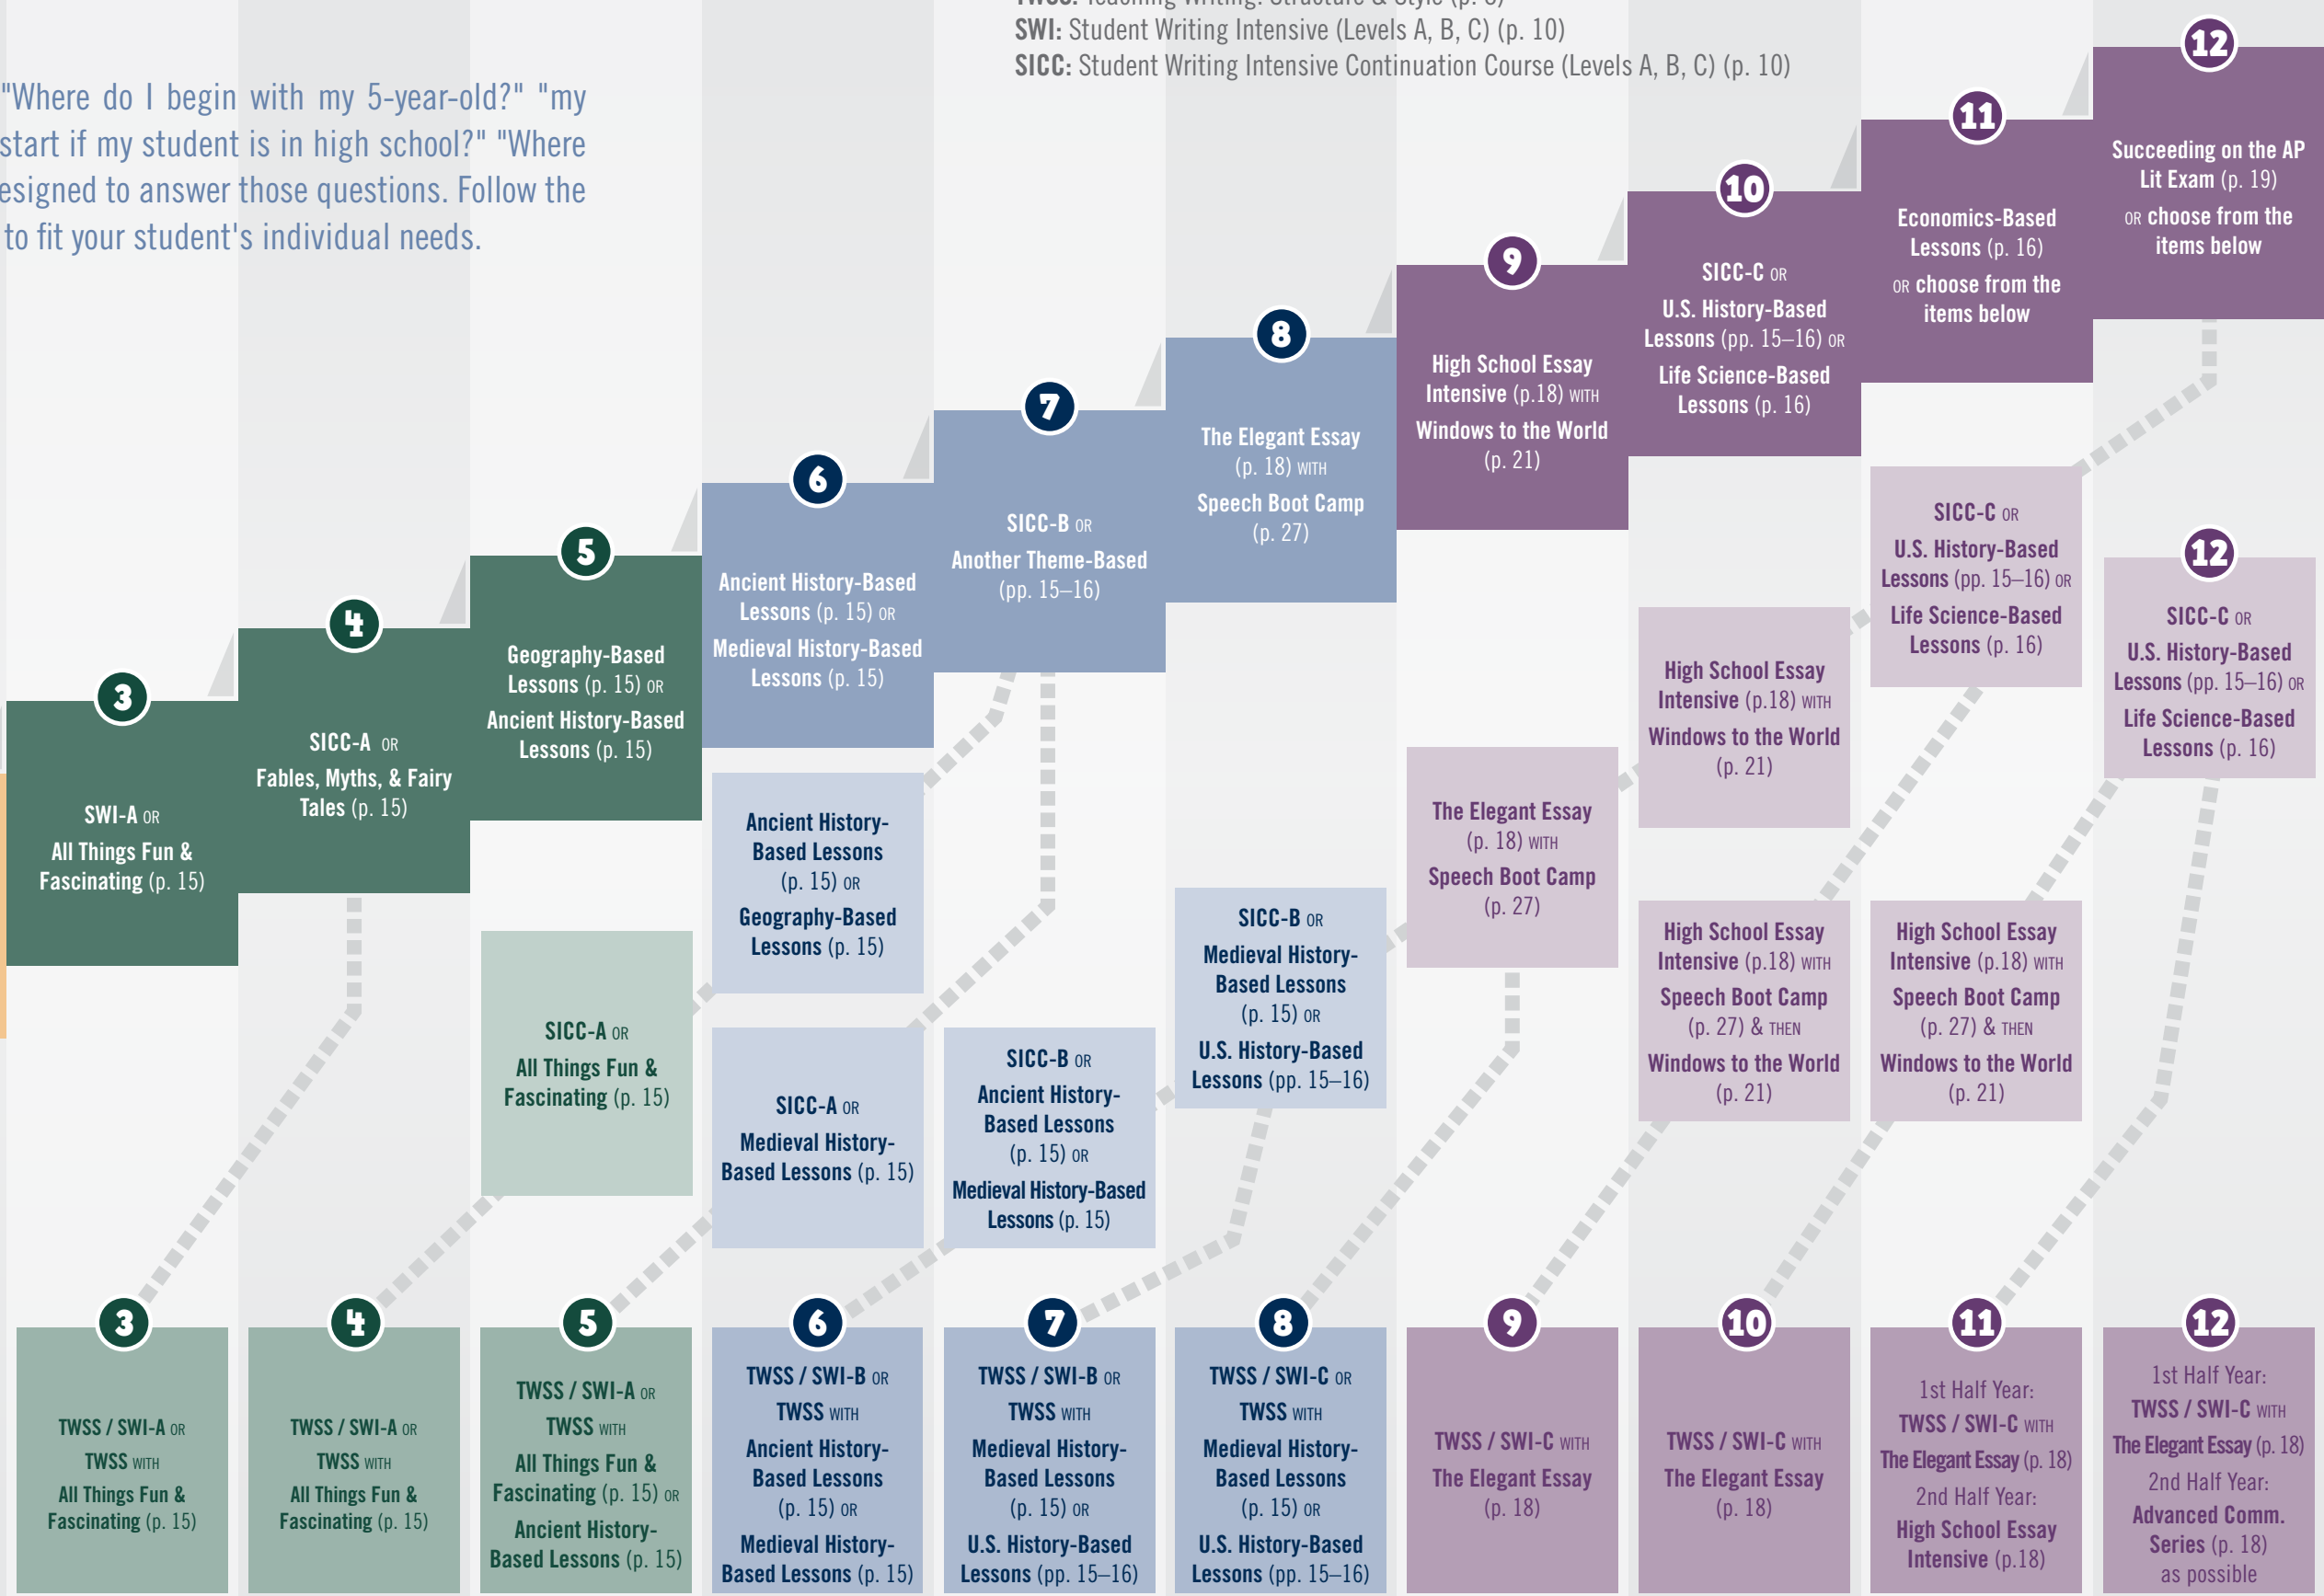 TWSS: Teaching Writing: Structure & Style
SWI: Student Writing Intensive (Levels A, B, C) (p. 10)
SICC: Student Writing Intensive Continuation Course (Levels A, B, C) (p. 10)
"Where do I begin with my 5-year-old?" "my
start if my student is in high school?" "Where
esigned to answer those questions. Follow the
to fit your student's individual needs.
3
SWI-A OR
All Things Fun &
Fascinating (p. 15)
4
SICC-A OR
Fables, Myths, & Fairy
Tales (p. 15)
5
Geography-Based
Lessons (p. 15) OR
Ancient History-Based
Lessons (p. 15)
6
Ancient History-Based
Lessons (p. 15) OR
Medieval History-Based
Lessons (p. 15)
7
SICC-B OR
Another Theme-Based
(pp. 15–16)
8
The Elegant Essay
(p. 18) WITH
Speech Boot Camp
(p. 27)
9
High School Essay
Intensive (p.18) WITH
Windows to the World
(p. 21)
10
SICC-C OR
U.S. History-Based
Lessons (pp. 15–16) OR
Life Science-Based
Lessons (p. 16)
11
Economics-Based
Lessons (p. 16)
OR choose from the
items below
12
Succeeding on the AP
Lit Exam (p. 19)
OR choose from the
items below
SICC-A OR
All Things Fun &
Fascinating (p. 15)
Ancient History-
Based Lessons
(p. 15) OR
Geography-Based
Lessons (p. 15)
SICC-A OR
Medieval History-
Based Lessons (p. 15)
SICC-B OR
Ancient History-
Based Lessons
(p. 15) OR
Medieval History-Based
Lessons (p. 15)
SICC-B OR
Medieval History-
Based Lessons
(p. 15) OR
U.S. History-Based
Lessons (pp. 15–16)
The Elegant Essay
(p. 18) WITH
Speech Boot Camp
(p. 27)
High School Essay
Intensive (p.18) WITH
Windows to the World
(p. 21)
High School Essay
Intensive (p.18) WITH
Speech Boot Camp
(p. 27) & THEN
Windows to the World
(p. 21)
SICC-C OR
U.S. History-Based
Lessons (pp. 15–16) OR
Life Science-Based
Lessons (p. 16)
High School Essay
Intensive (p.18) WITH
Speech Boot Camp
(p. 27) & THEN
Windows to the World
(p. 21)
12
SICC-C OR
U.S. History-Based
Lessons (pp. 15–16) OR
Life Science-Based
Lessons (p. 16)
3
TWSS / SWI-A OR
TWSS WITH
All Things Fun &
Fascinating (p. 15)
4
TWSS / SWI-A OR
TWSS WITH
All Things Fun &
Fascinating (p. 15)
5
TWSS / SWI-A OR
TWSS WITH
All Things Fun &
Fascinating (p. 15) OR
Ancient History-
Based Lessons (p. 15)
6
TWSS / SWI-B OR
TWSS WITH
Ancient History-
Based Lessons
(p. 15) OR
Medieval History-
Based Lessons (p. 15)
7
TWSS / SWI-B OR
TWSS WITH
Medieval History-
Based Lessons
(p. 15) OR
U.S. History-Based
Lessons (pp. 15–16)
8
TWSS / SWI-C OR
TWSS WITH
Medieval History-
Based Lessons
(p. 15) OR
U.S. History-Based
Lessons (pp. 15–16)
9
TWSS / SWI-C WITH
The Elegant Essay
(p. 18)
10
TWSS / SWI-C WITH
The Elegant Essay
(p. 18)
11
1st Half Year:
TWSS / SWI-C WITH
The Elegant Essay (p. 18)
2nd Half Year:
High School Essay
Intensive (p.18)
12
1st Half Year:
TWSS / SWI-C WITH
The Elegant Essay (p. 18)
2nd Half Year:
Advanced Comm.
Series (p. 18)
as possible